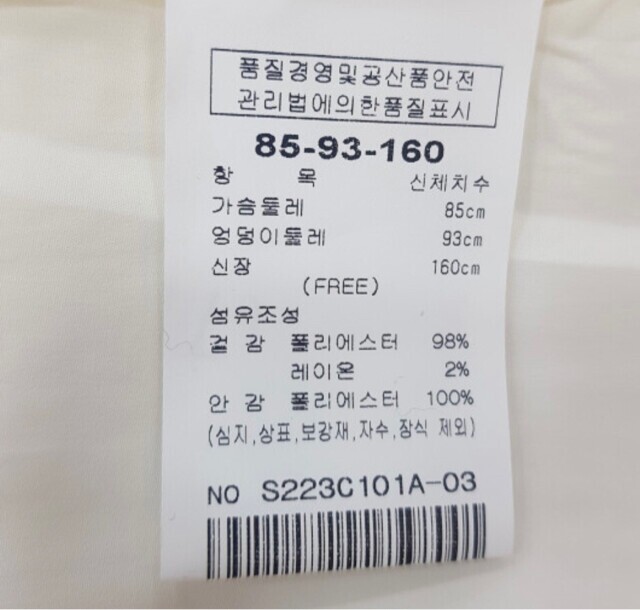 품질경영및공산품안전
관리법에의한품질표시
85-93-160
항 목 신체치수
가슴둘레 85cm
엉덩이둘레 93cm
신장 160cm
(FREE)
섬유조성
겉 감 폴리에스터 98%
레이온 2%
안 감 폴리에스터 100%
(심지,상표,보강재,자수,장식 제외)
NO S223C101A-03